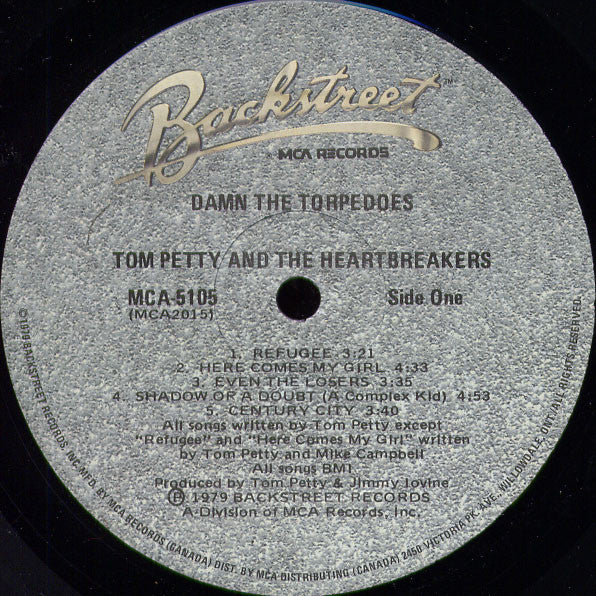 Backstreet™
MCA RECORDS
DAMN THE TORPEDOES
TOM PETTY AND THE HEARTBREAKERS
MCA-5105
(MCA2015)
Side One
1. REFUGEE 3:21
2. HERE COMES MY GIRL 4:33
3. EVEN THE LOSERS 3:35
4. SHADOW OF A DOUBT (A Complex Kid) 4:53
5. CENTURY CITY 3:40
All songs written by Tom Petty except
"Refugee" and "Here Comes My Girl" written
by Tom Petty and Mike Campbell
All songs BMI
Produced by Tom Petty & Jimmy Iovine
Ⓟ 1979 BACKSTREET RECORDS
A-Division of MCA Records, Inc.
©1979 BACKSTREET RECORDS, INC. MFD. BY MCA RECORDS (CANADA) DIST. BY MCA DISTRIBUTING (CANADA) 2450 VICTORIA PK. AVE. WILLOWDALE, ONT. ALL RIGHTS RESERVED.